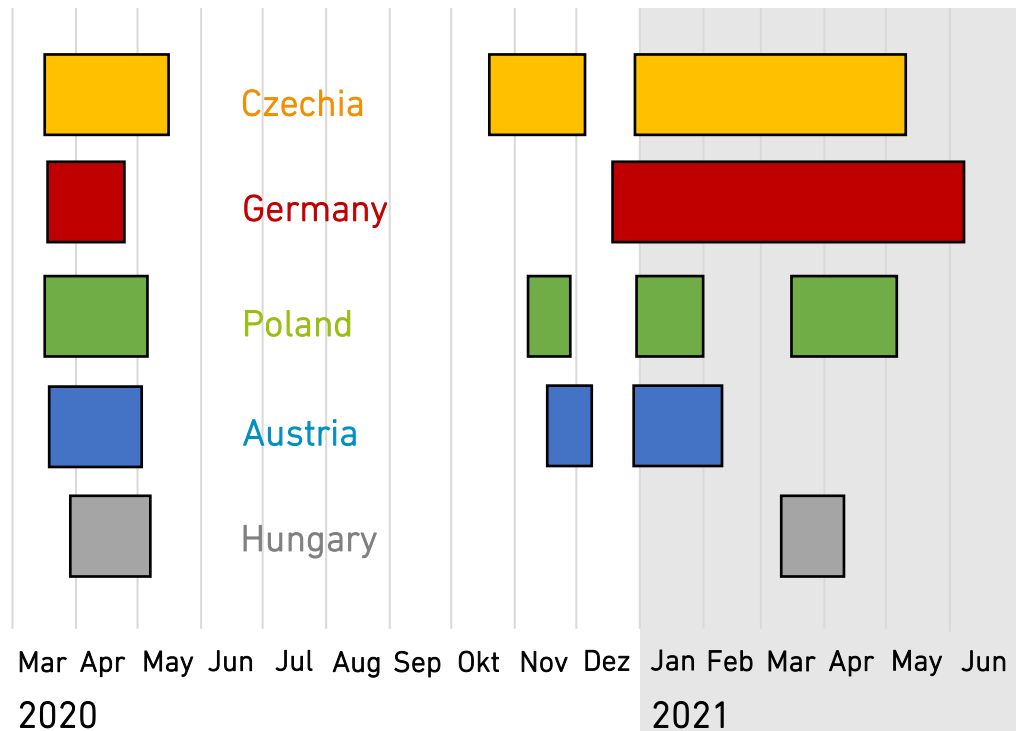 Czechia
Germany
Poland
Austria
Hungary
Mar Apr May Jun Jul Aug Sep Okt Nov Dez Jan Feb Mar Apr May Jun
2020 2021